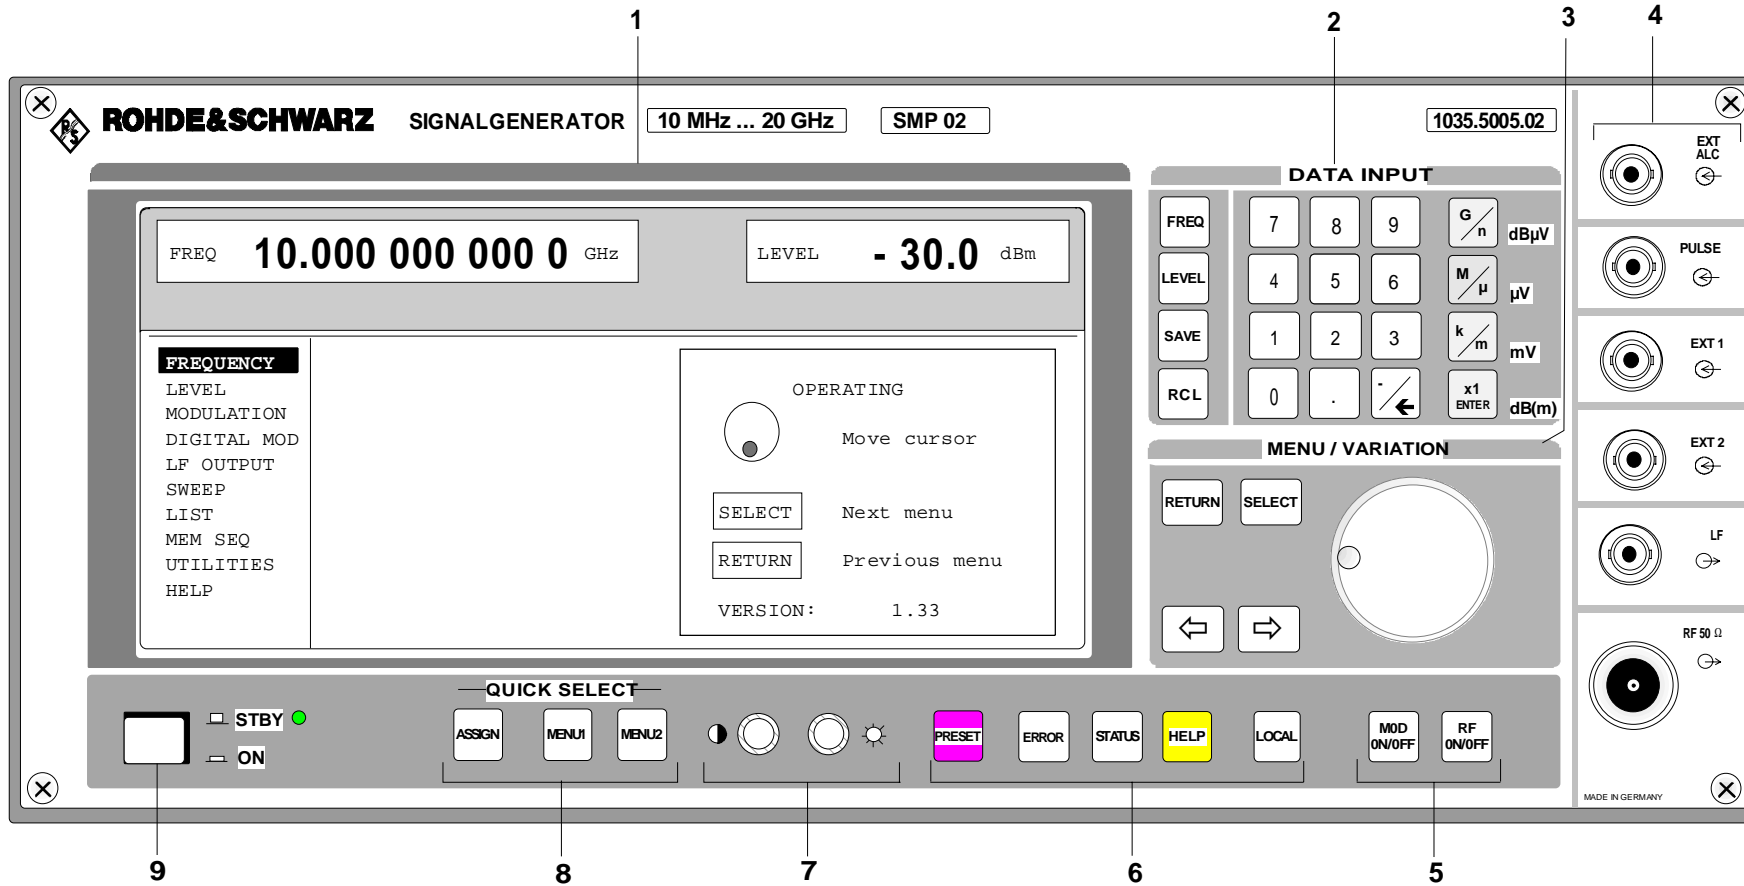 1
2
3
4
ROHDE&SCHWARZ SIGNALGENERATOR 10 MHz ... 20 GHz SMP 02 1035.5005.02
R S
FREQ 10.000 000 000 0 GHz LEVEL - 30.0 dBm
FREQUENCY
LEVEL
MODULATION
DIGITAL MOD
LF OUTPUT
SWEEP
LIST
MEM SEQ
UTILITIES
HELP
OPERATING
Move cursor
SELECT Next menu
RETURN Previous menu
VERSION: 1.33
DATA INPUT
FREQ 7 8 9 G/n dBµV
LEVEL 4 5 6 M/µ µV
SAVE 1 2 3 k/m mV
RCL 0 . - x1 ENTER dB(m)
MENU / VARIATION
RETURN SELECT
EXT
ALC
PULSE
EXT 1
EXT 2
LF
RF 50 Ω
MADE IN GERMANY
STBY
ON
QUICK SELECT
ASSIGN MENU1 MENU2
PRESET ERROR STATUS HELP LOCAL
M0D
0N/0FF
RF
0N/0FF
9
8
7
6
5